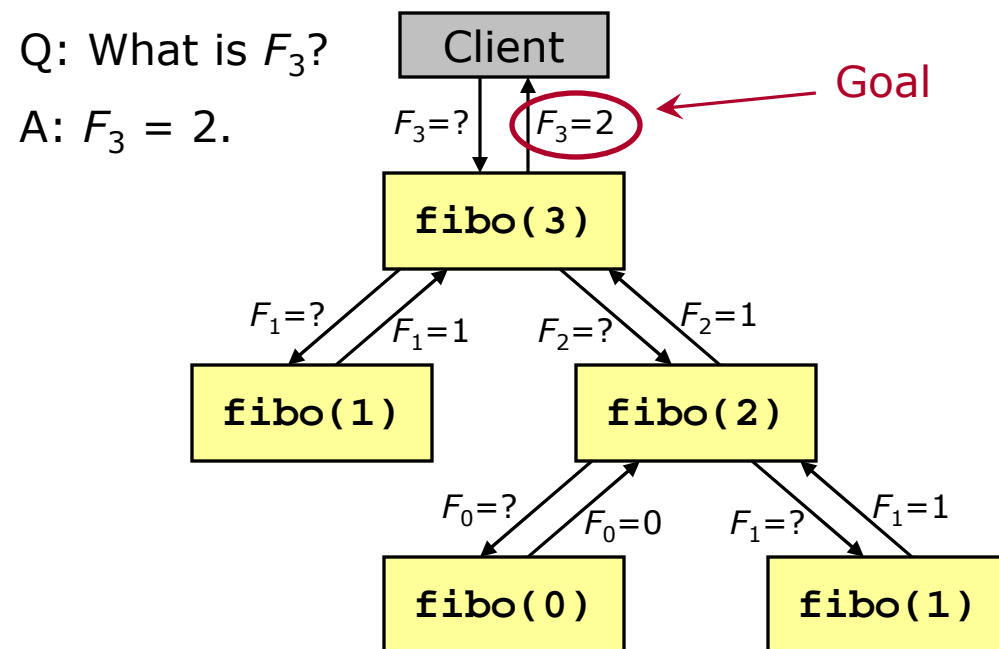 Q: What is F₃?
A: F₃ = 2.
Client
Goal
F₃=?
F₃=2
fibo(3)
F₁=?
F₁=1
F₂=?
F₂=1
fibo(1)
fibo(2)
F₀=?
F₀=0
F₁=?
F₁=1
fibo(0)
fibo(1)